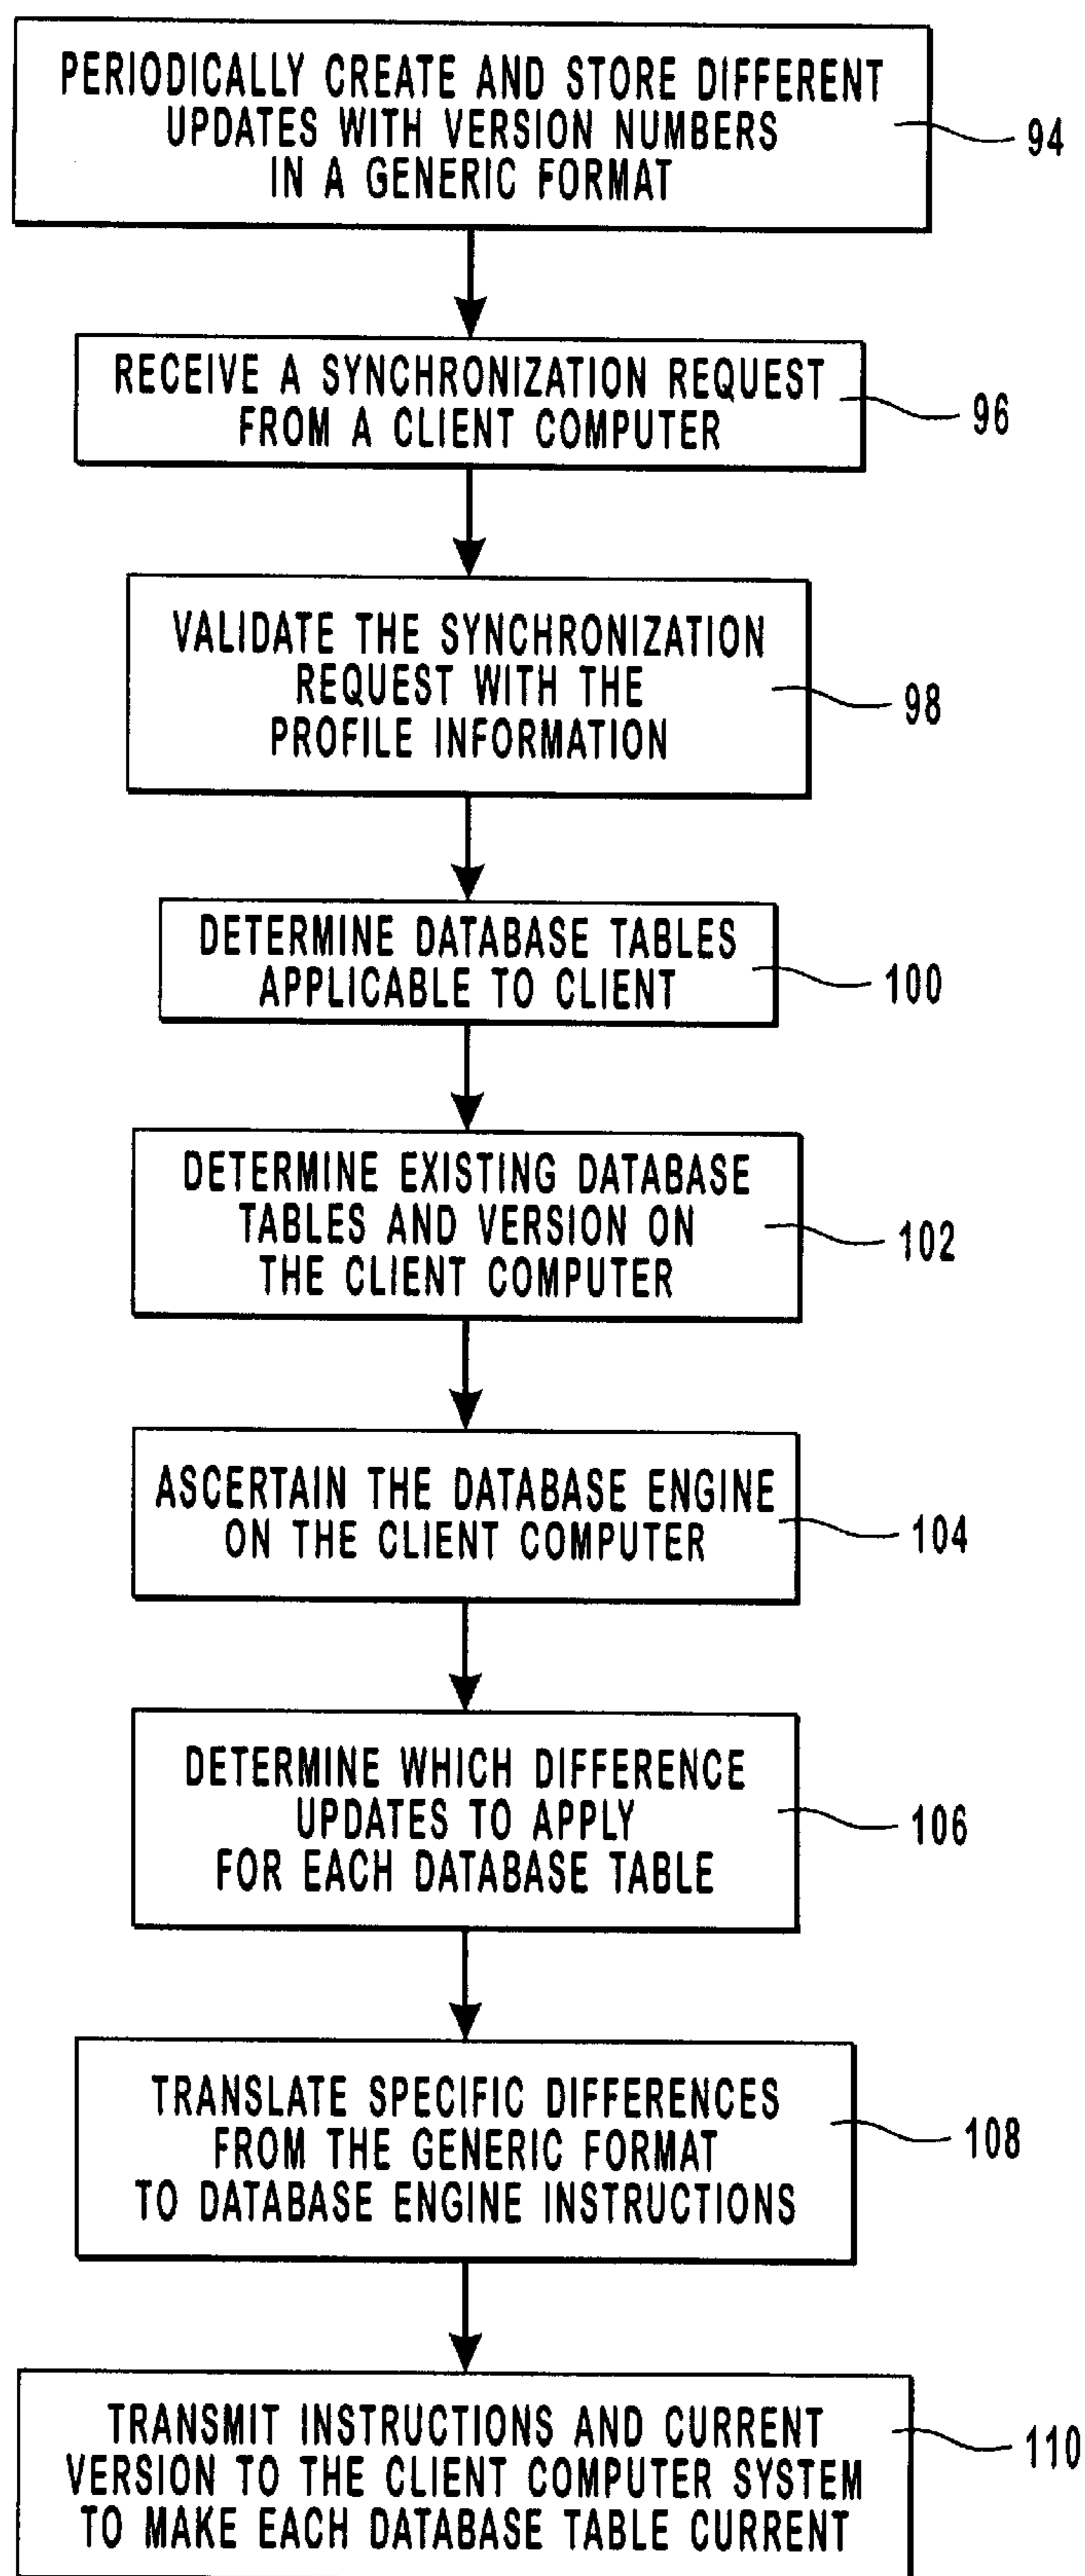 PERIODICALLY CREATE AND STORE DIFFERENT
UPDATES WITH VERSION NUMBERS
IN A GENERIC FORMAT
94
RECEIVE A SYNCHRONIZATION REQUEST
FROM A CLIENT COMPUTER
96
VALIDATE THE SYNCHRONIZATION
REQUEST WITH THE
PROFILE INFORMATION
98
DETERMINE DATABASE TABLES
APPLICABLE TO CLIENT
100
DETERMINE EXISTING DATABASE
TABLES AND VERSION ON
THE CLIENT COMPUTER
102
ASCERTAIN THE DATABASE ENGINE
ON THE CLIENT COMPUTER
104
DETERMINE WHICH DIFFERENCE
UPDATES TO APPLY
FOR EACH DATABASE TABLE
106
TRANSLATE SPECIFIC DIFFERENCES
FROM THE GENERIC FORMAT
TO DATABASE ENGINE INSTRUCTIONS
108
TRANSMIT INSTRUCTIONS AND CURRENT
VERSION TO THE CLIENT COMPUTER SYSTEM
TO MAKE EACH DATABASE TABLE CURRENT
110